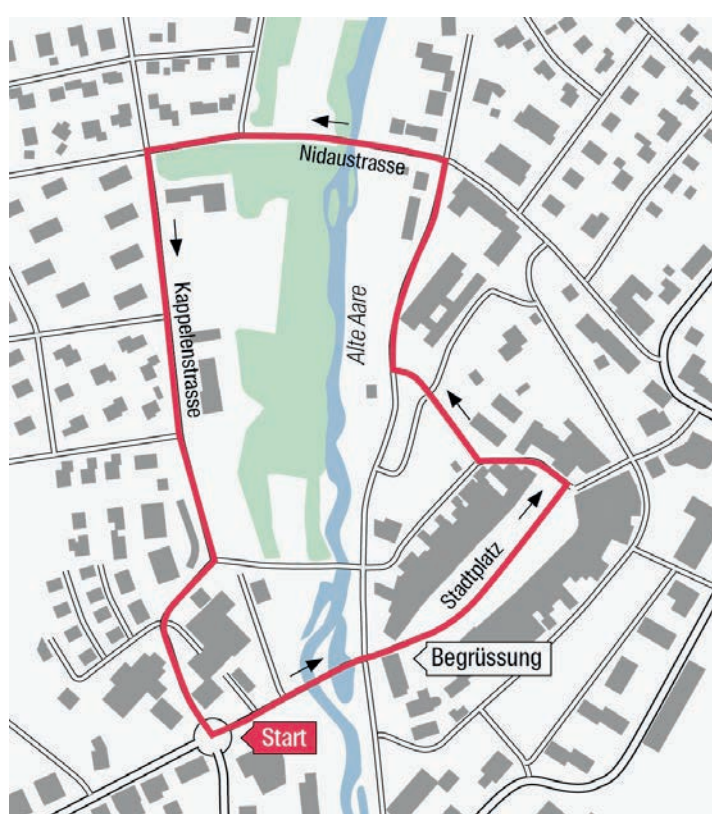 Nidaustrasse
Kappelenstrasse
Alte Aare
Stadtplatz
Begrüssung
Start